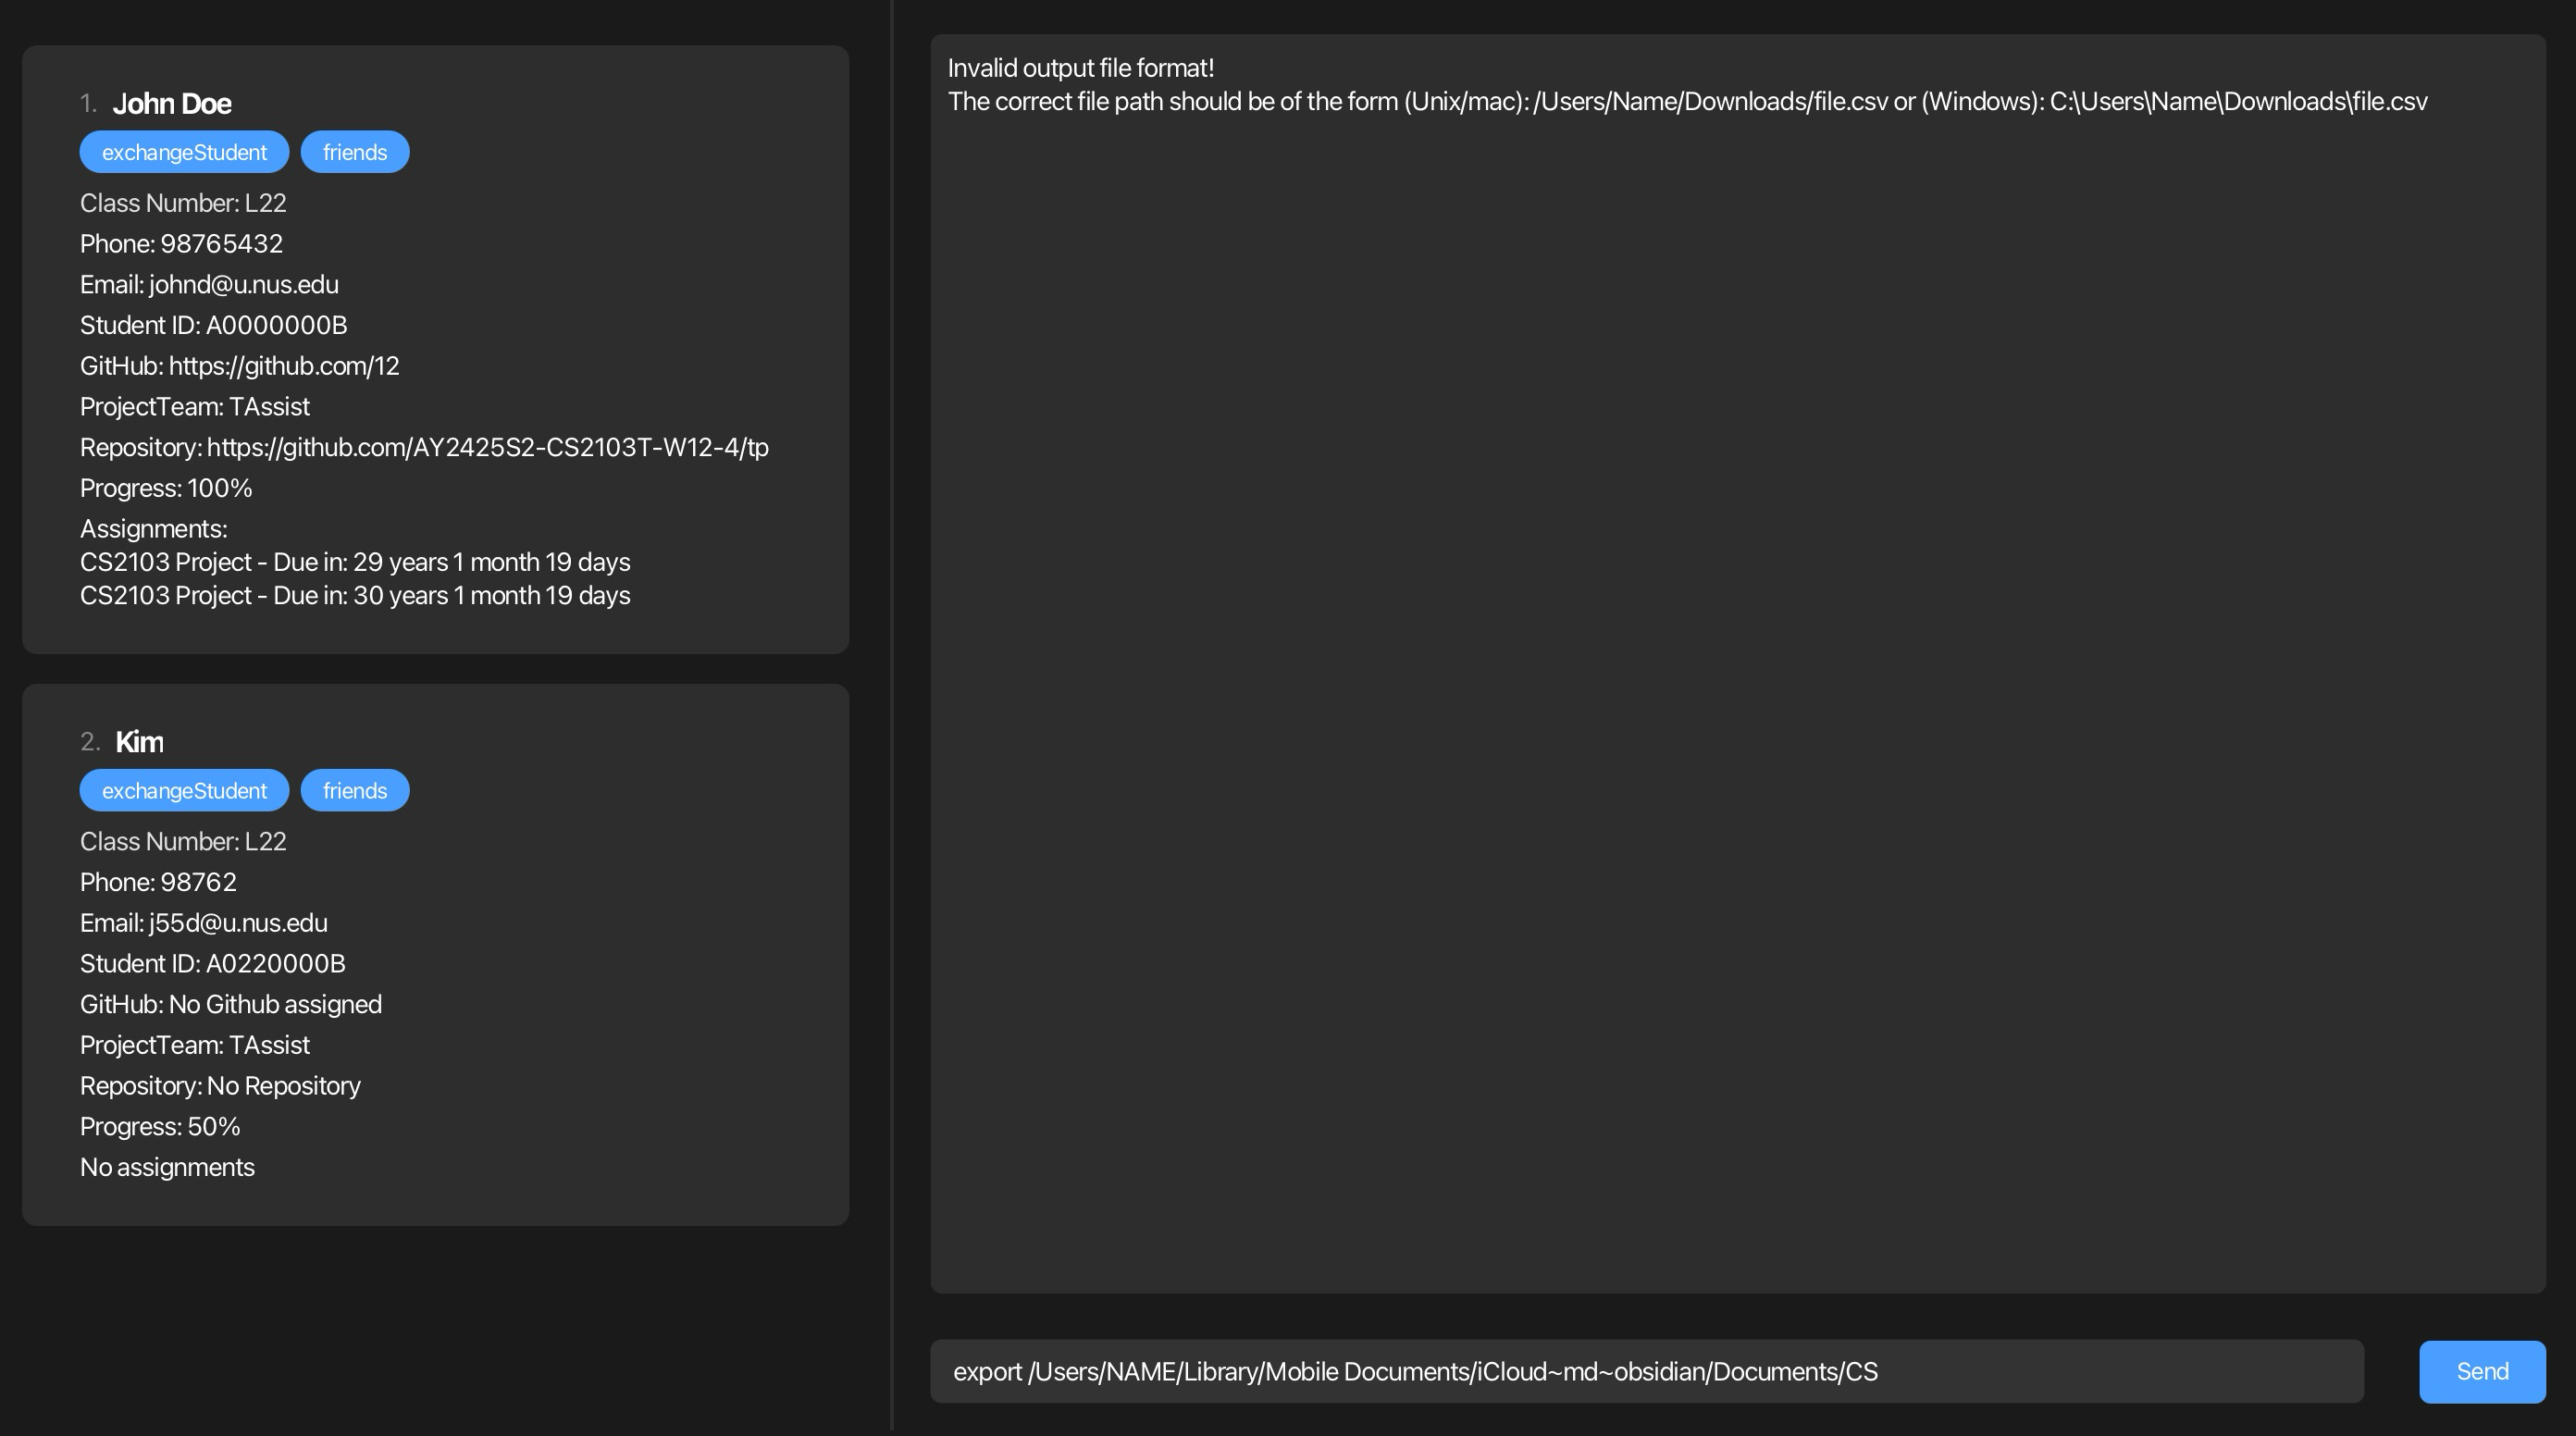 1. John Doe
exchangeStudent friends
Class Number: L22
Phone: 98765432
Email: johnd@u.nus.edu
Student ID: A0000000B
GitHub: https://github.com/12
ProjectTeam: TAssist
Repository: https://github.com/AY2425S2-CS2103T-W12-4/tp
Progress: 100%
Assignments:
CS2103 Project - Due in: 29 years 1 month 19 days
CS2103 Project - Due in: 30 years 1 month 19 days
2. Kim
exchangeStudent friends
Class Number: L22
Phone: 98762
Email: j55d@u.nus.edu
Student ID: A0220000B
GitHub: No Github assigned
ProjectTeam: TAssist
Repository: No Repository
Progress: 50%
No assignments
Invalid output file format!
The correct file path should be of the form (Unix/mac): /Users/Name/Downloads/file.csv or (Windows): C:\Users\Name\Downloads\file.csv
export /Users/NAME/Library/Mobile Documents/iCloud~md~obsidian/Documents/CS
Send